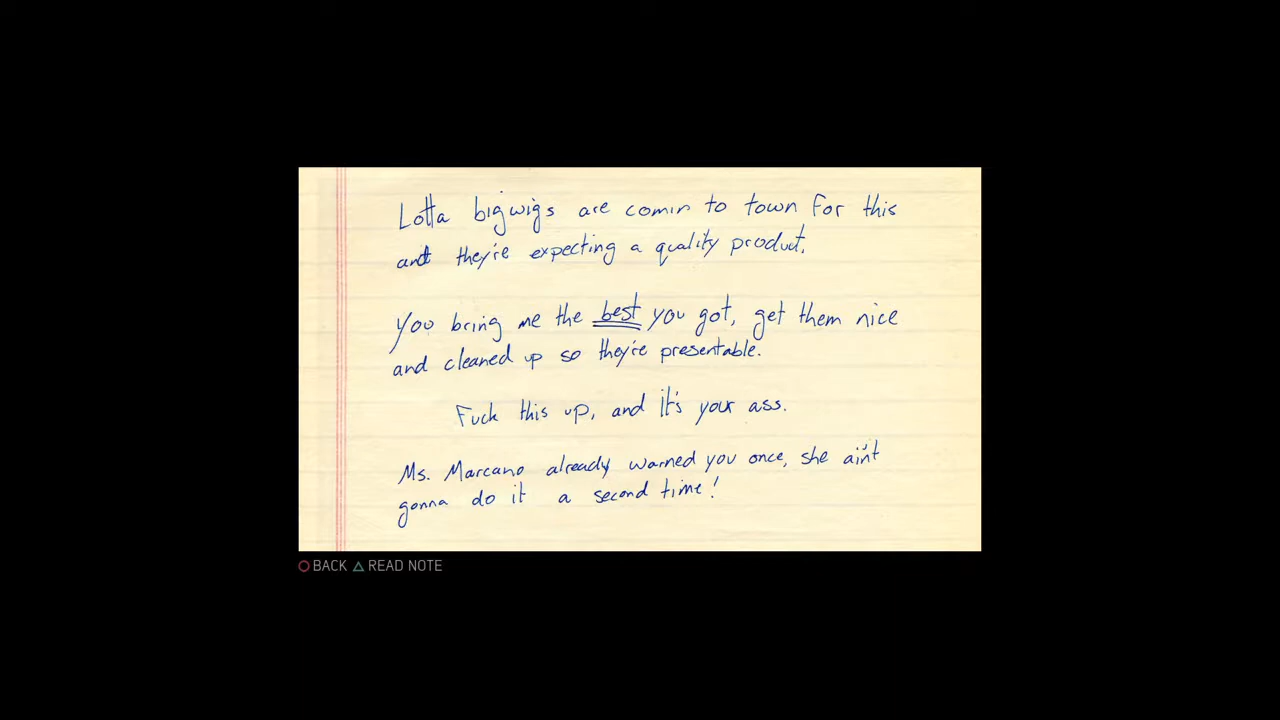 Lotta bigwigs are comin to town for this
and they're expecting a quality product.
You bring me the best you got, get them nice
and cleaned up so they're presentable.
Fuck this up, and it's your ass.
Ms. Marcano already warned you once, she ain't
gonna do it a second time!
BACK READ NOTE